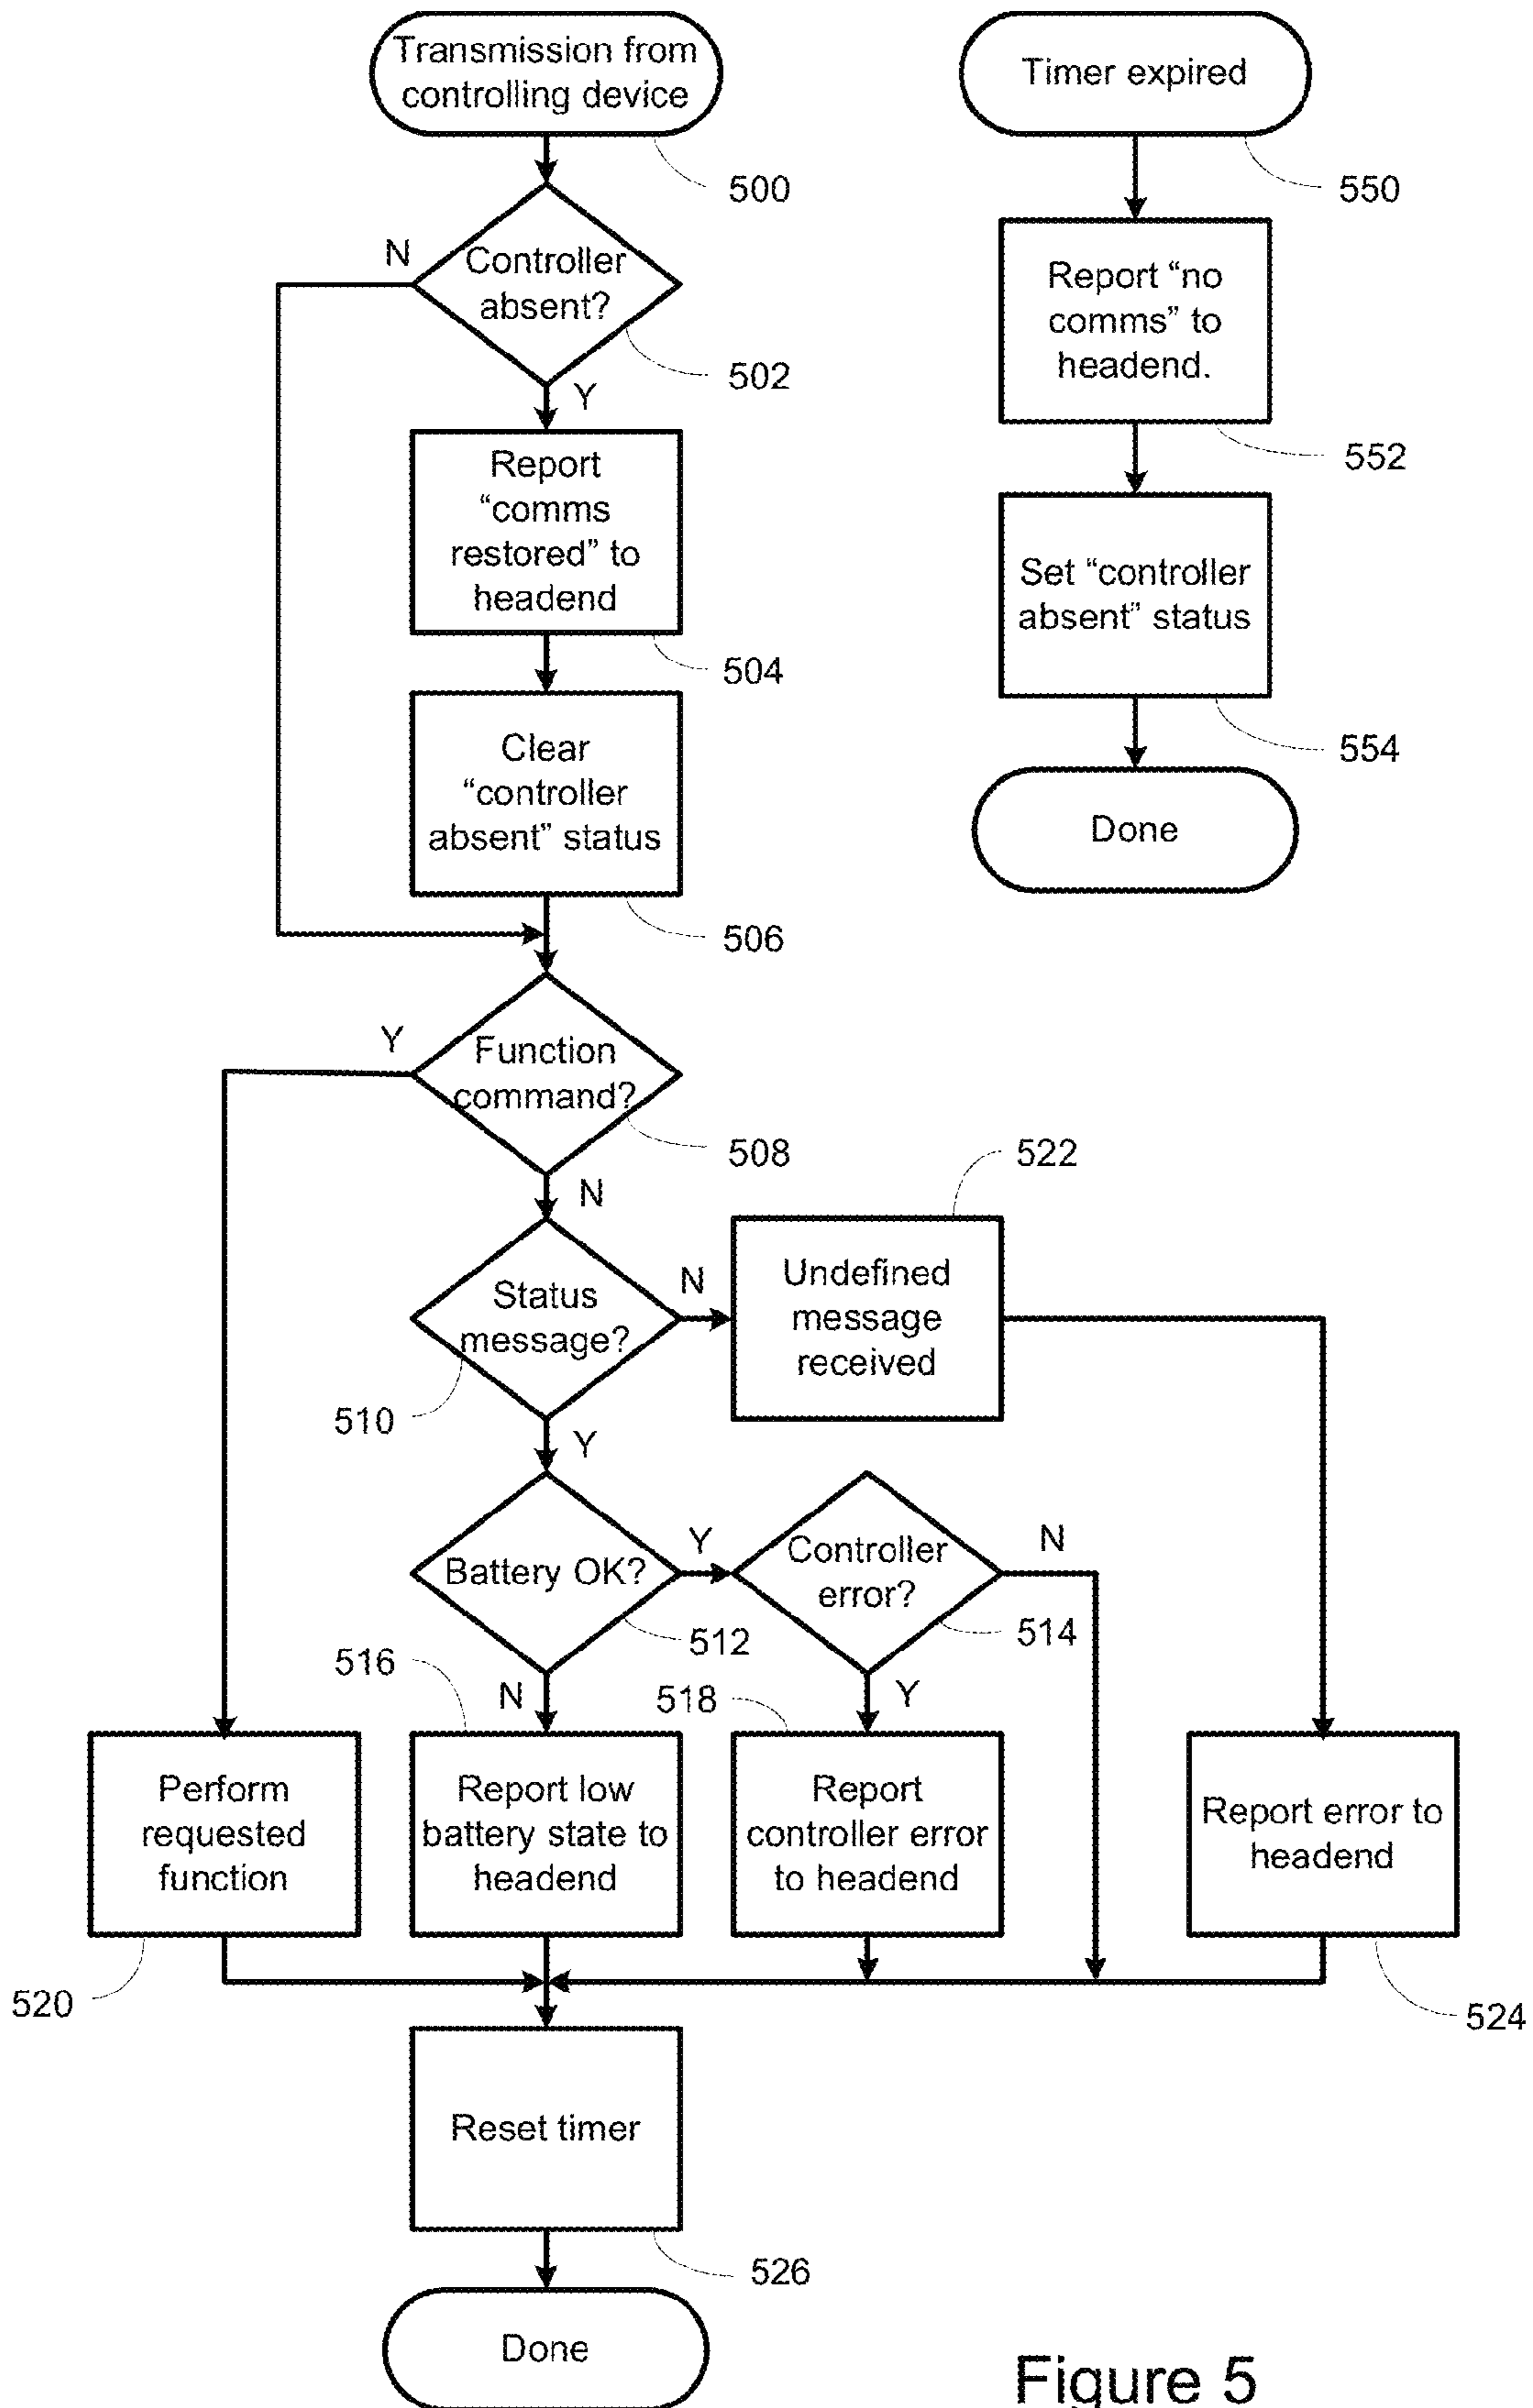 Transmission from
controlling device
500
N
Controller
absent?
502
Y
Report
“comms
restored” to
headend
504
Clear
“controller
absent” status
506
Y
Function
command?
508
N
Status
message?
510
N
522
Undefined
message
received
Y
Battery OK?
512
Y
Controller
error?
514
N
516
N
518
Y
Perform
requested
function
520
Report low
battery state to
headend
Report
controller error
to headend
Report error to
headend
524
Reset timer
526
Done
Timer expired
550
Report “no
comms” to
headend.
552
Set “controller
absent” status
554
Done
Figure 5